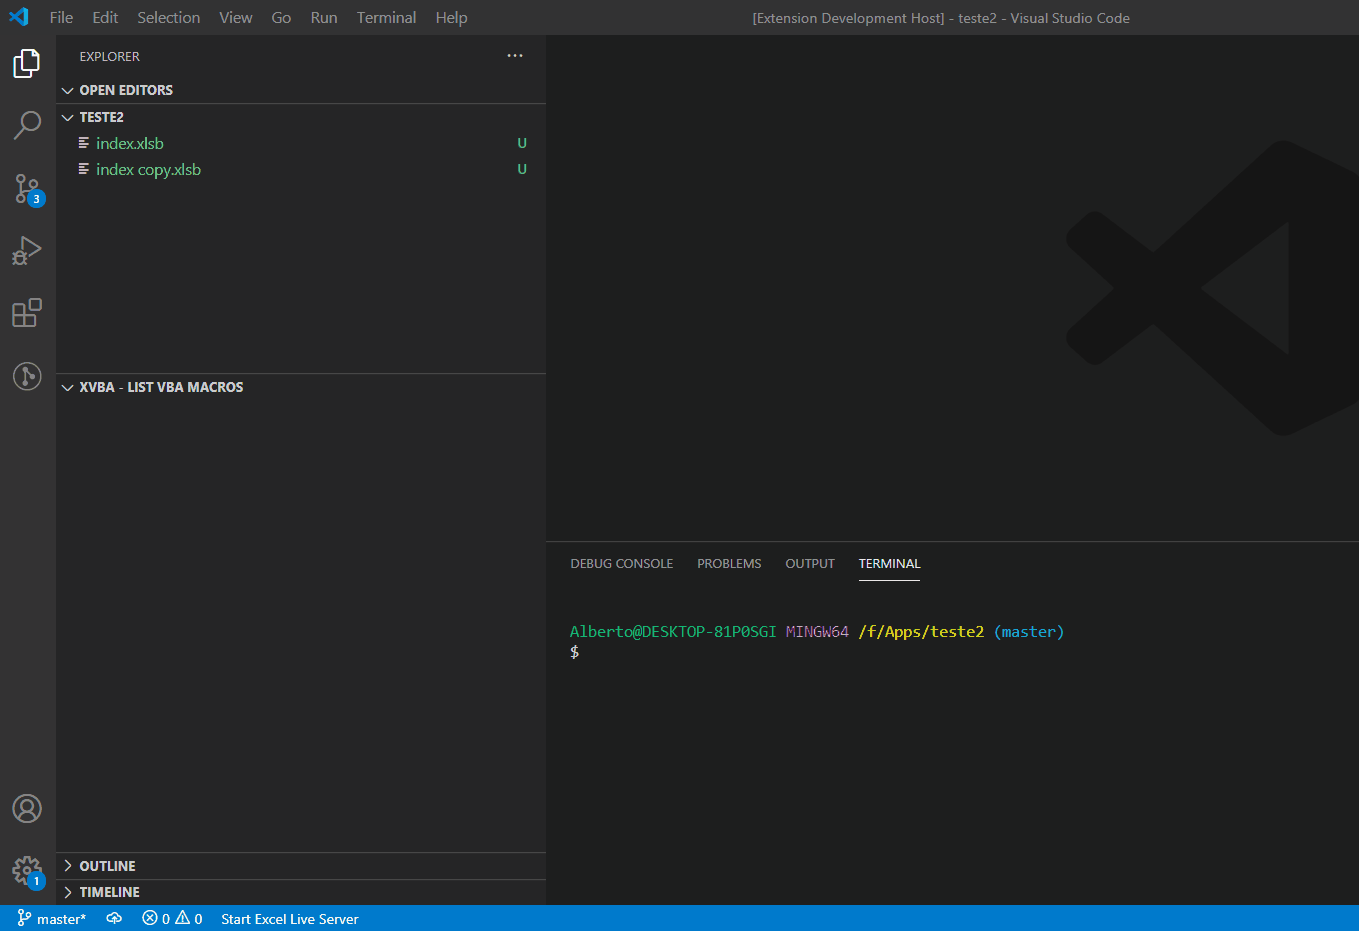 File Edit Selection View Go Run Terminal Help
[Extension Development Host] - teste2 - Visual Studio Code
EXPLORER
OPEN EDITORS
TESTE2
index.xlsb U
index copy.xlsb U
3
XVBA - LIST VBA MACROS
DEBUG CONSOLE PROBLEMS OUTPUT TERMINAL
Alberto@DESKTOP-81P0SGI MINGW64 /f/Apps/teste2 (master)
$
OUTLINE
1
TIMELINE
master* 0 0 Start Excel Live Server